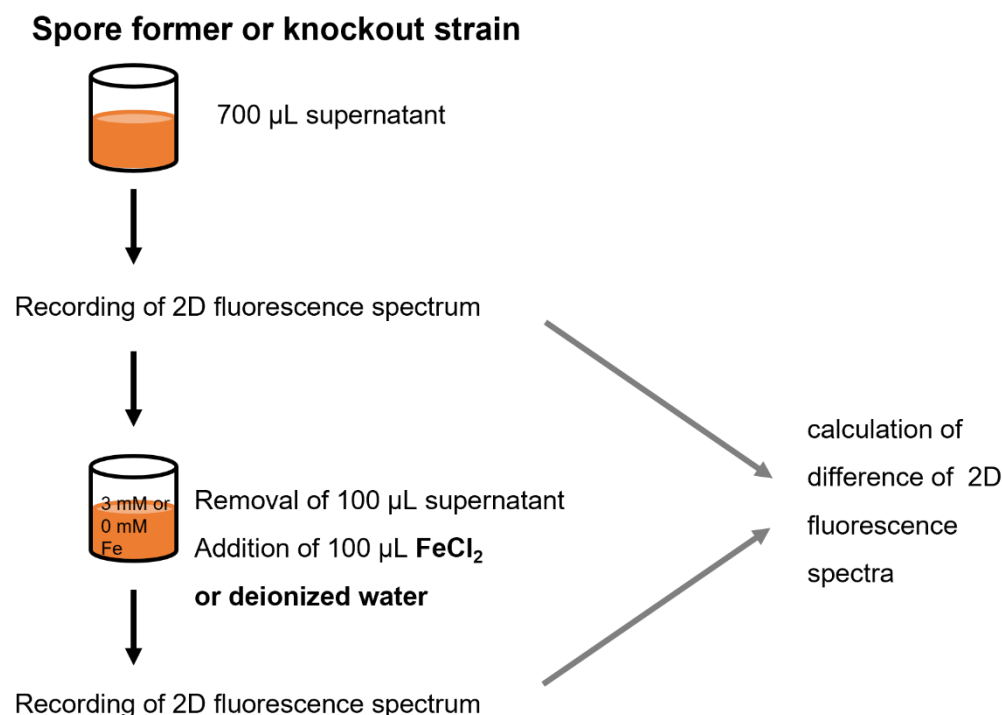 Spore former or knockout strain
700 µL supernatant
Recording of 2D fluorescence spectrum
3 mM or
0 mM
Fe
Removal of 100 µL supernatant
Addition of 100 µL FeCl₂
or deionized water
Recording of 2D fluorescence spectrum
calculation of
difference of 2D
fluorescence
spectra